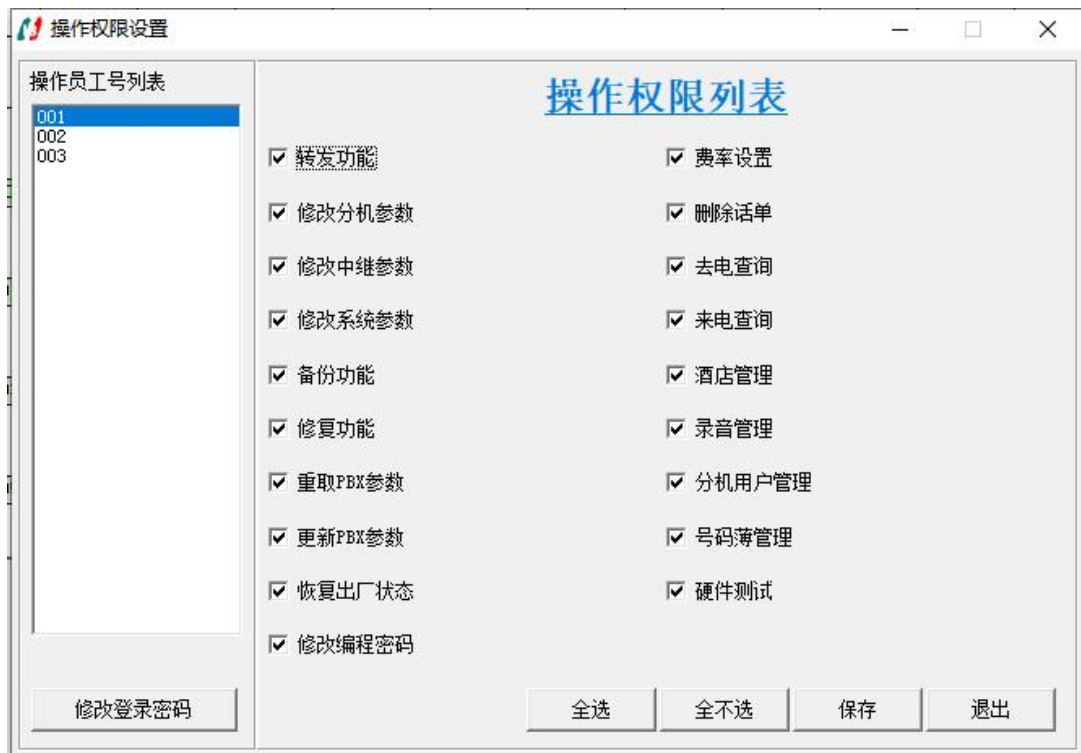 操作权限设置
操作员工号列表
001
002
003
修改登录密码
操作权限列表
转发功能
费率设置
修改分机参数
删除话单
修改中继参数
去电查询
修改系统参数
来电查询
备份功能
酒店管理
修复功能
录音管理
重取PBX参数
分机用户管理
更新PBX参数
号码薄管理
恢复出厂状态
硬件测试
修改编程密码
全选
全不选
保存
退出